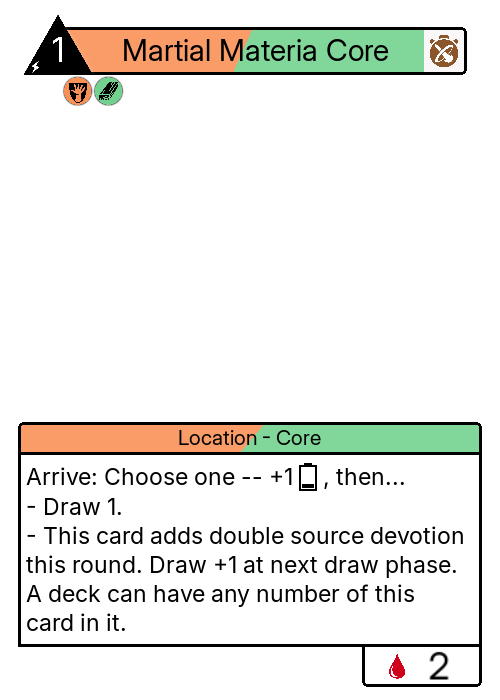 1
Martial Materia Core
Location - Core
Arrive: Choose one -- +1 , then...
- Draw 1.
- This card adds double source devotion
this round. Draw +1 at next draw phase.
A deck can have any number of this
card in it.
2